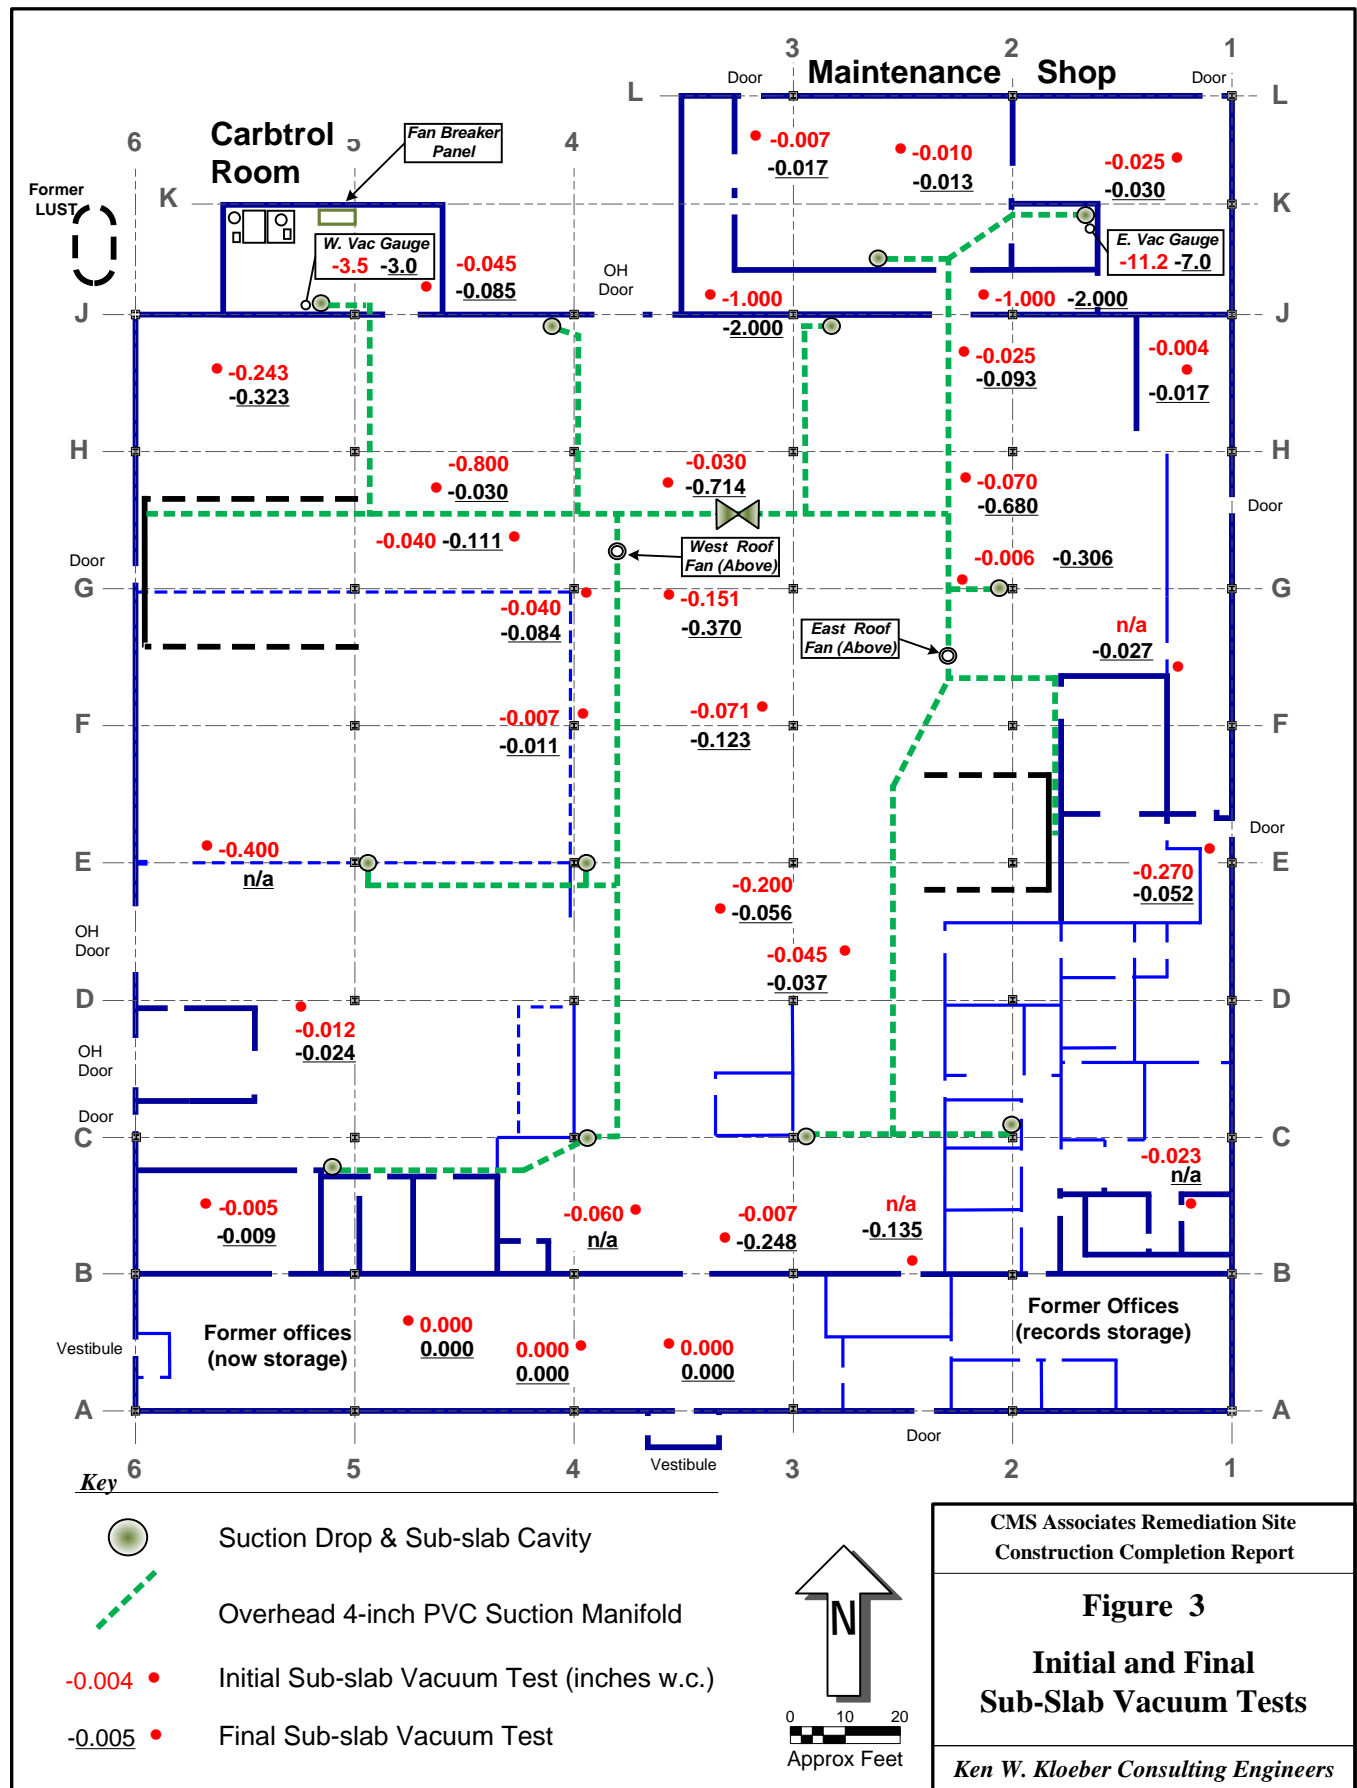 3
2
1
Door
Maintenance Shop
Door
L
L
Carbtrol
Room
Fan Breaker
Panel
6
5
4
-0.007
-0.017
-0.010
-0.013
-0.025
-0.030
Former
LUST
K
K
W. Vac Gauge
-3.5 -3.0
-0.045
-0.085
OH
Door
E. Vac Gauge
-11.2 -7.0
-1.000
-2.000
-1.000 -2.000
J
J
-0.243
-0.323
-0.025
-0.093
-0.004
-0.017
H
H
-0.800
-0.030
-0.030
-0.714
-0.070
-0.680
Door
-0.040 -0.111
West Roof
Fan (Above)
-0.006 -0.306
Door
G
G
-0.040
-0.084
-0.151
-0.370
East Roof
Fan (Above)
n/a
-0.027
-0.007
-0.011
-0.071
-0.123
F
F
Door
-0.400
n/a
E
E
-0.200
-0.056
-0.270
-0.052
OH
Door
-0.045
-0.037
D
D
-0.012
-0.024
OH
Door
Door
C
C
-0.023
n/a
-0.005
-0.009
-0.060
n/a
-0.007
-0.248
n/a
-0.135
B
B
Former offices
(now storage)
0.000
0.000
0.000
0.000
0.000
0.000
Former Offices
(records storage)
Vestibule
A
A
Door
Vestibule
6
5
4
3
2
1
Key
Suction Drop & Sub-slab Cavity
Overhead 4-inch PVC Suction Manifold
-0.004 Initial Sub-slab Vacuum Test (inches w.c.)
-0.005 Final Sub-slab Vacuum Test
N
0 10 20
Approx Feet
CMS Associates Remediation Site
Construction Completion Report
Figure 3
Initial and Final
Sub-Slab Vacuum Tests
Ken W. Kloeber Consulting Engineers